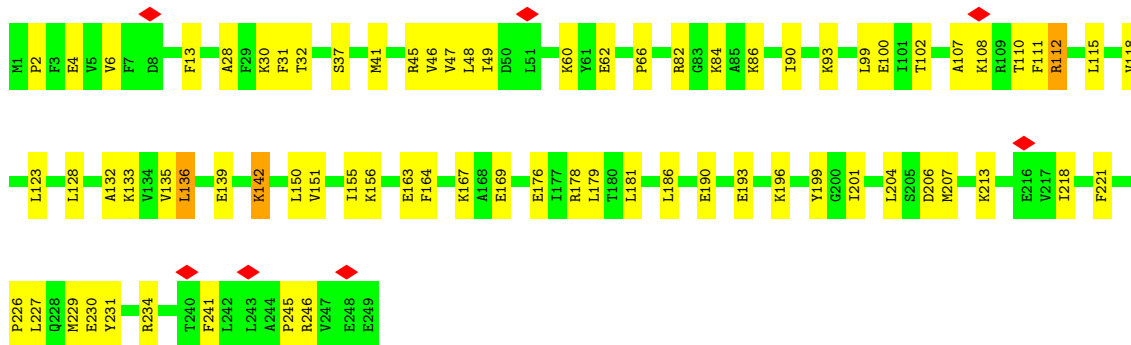 M1 P2 F3 E4 V5 V6 F7 D8 F13 A28 F29 K30 F31 T32 S37 M41 R45 V46 V47 L48 I49 D50 L51 K60 Y61 E62 P66 R82 G83 K84 A85 K86 I90 K93 L99 E100 I101 T102 A107 K108 R109 T110 F111 R112 L115 V118
L123 L128 A132 K133 V134 V135 L136 E139 K142 L150 V151 I155 K156 E163 F164 K167 A168 E169 E176 I177 R178 L179 T180 L181 L186 E190 E193 K196 Y199 G200 I201 L204 S205 D206 M207 K213 E216 V217 I218 F221
P226 L227 Q228 M229 E230 Y231 R234 T240 F241 L242 L243 A244 P245 R246 V247 E248 E249